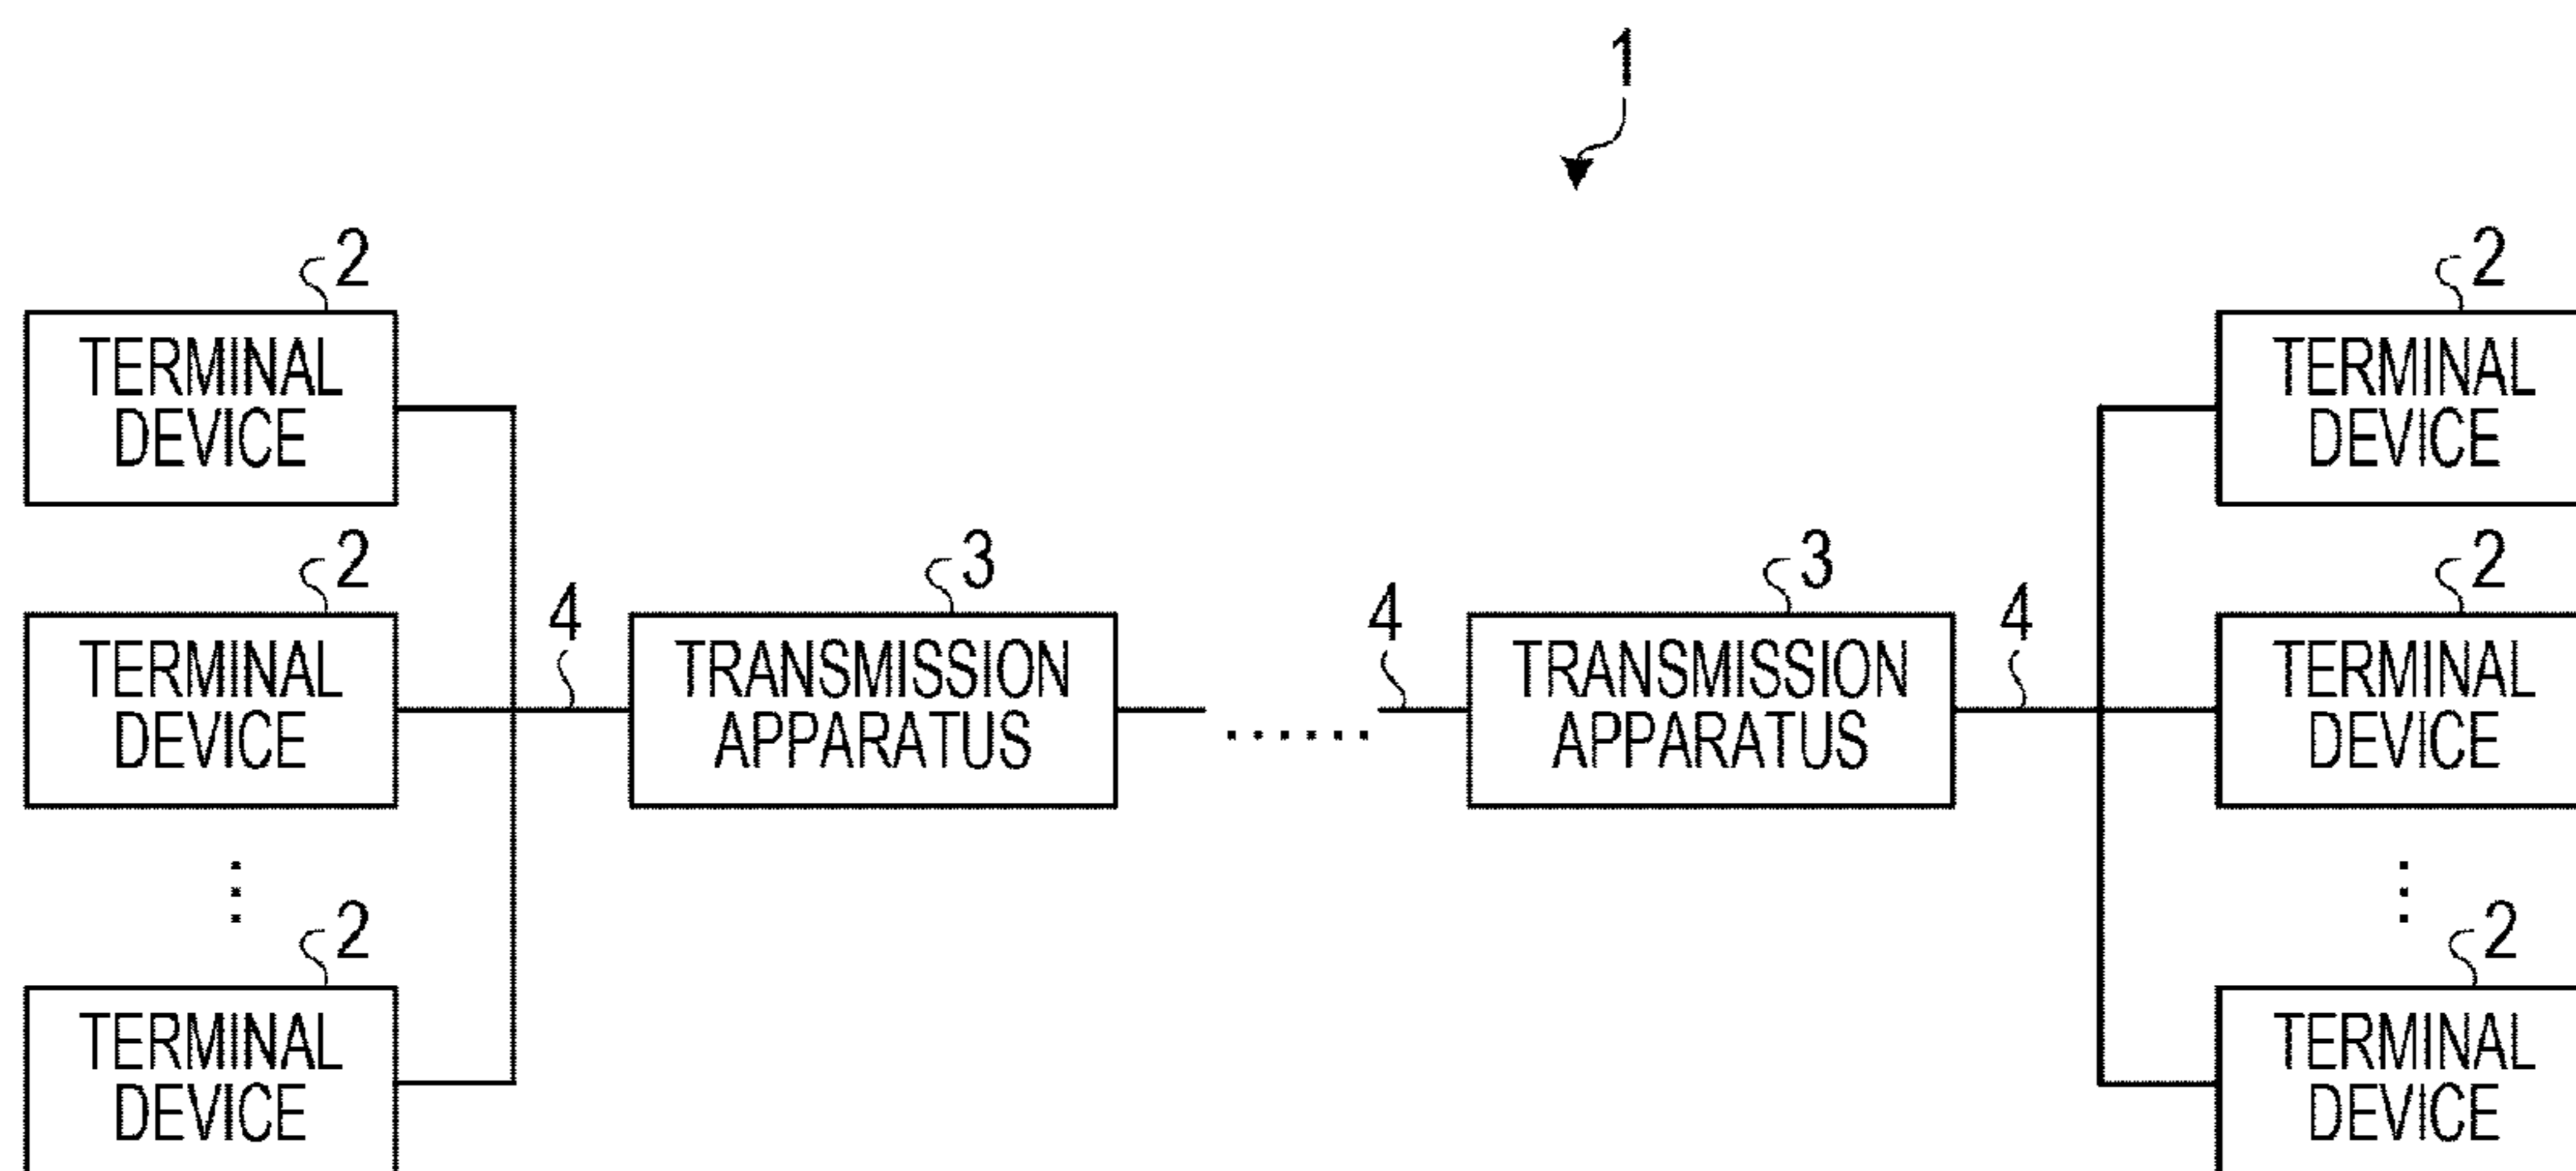 1
2
TERMINAL
DEVICE
2
TERMINAL
DEVICE
2
TERMINAL
DEVICE
4
3
TRANSMISSION
APPARATUS
......
4
3
TRANSMISSION
APPARATUS
4
2
TERMINAL
DEVICE
2
TERMINAL
DEVICE
2
TERMINAL
DEVICE